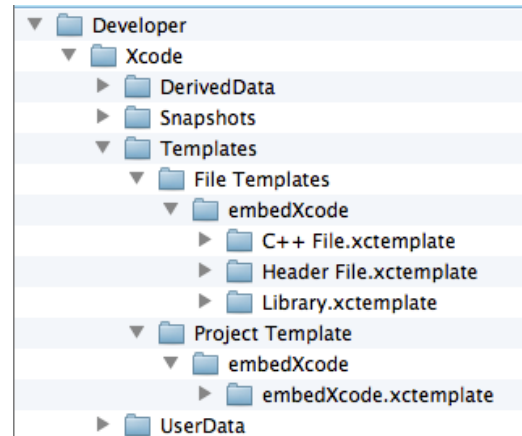 Developer
Xcode
DerivedData
Snapshots
Templates
File Templates
embedXcode
C++ File.xctemplate
Header File.xctemplate
Library.xctemplate
Project Template
embedXcode
embedXcode.xctemplate
UserData